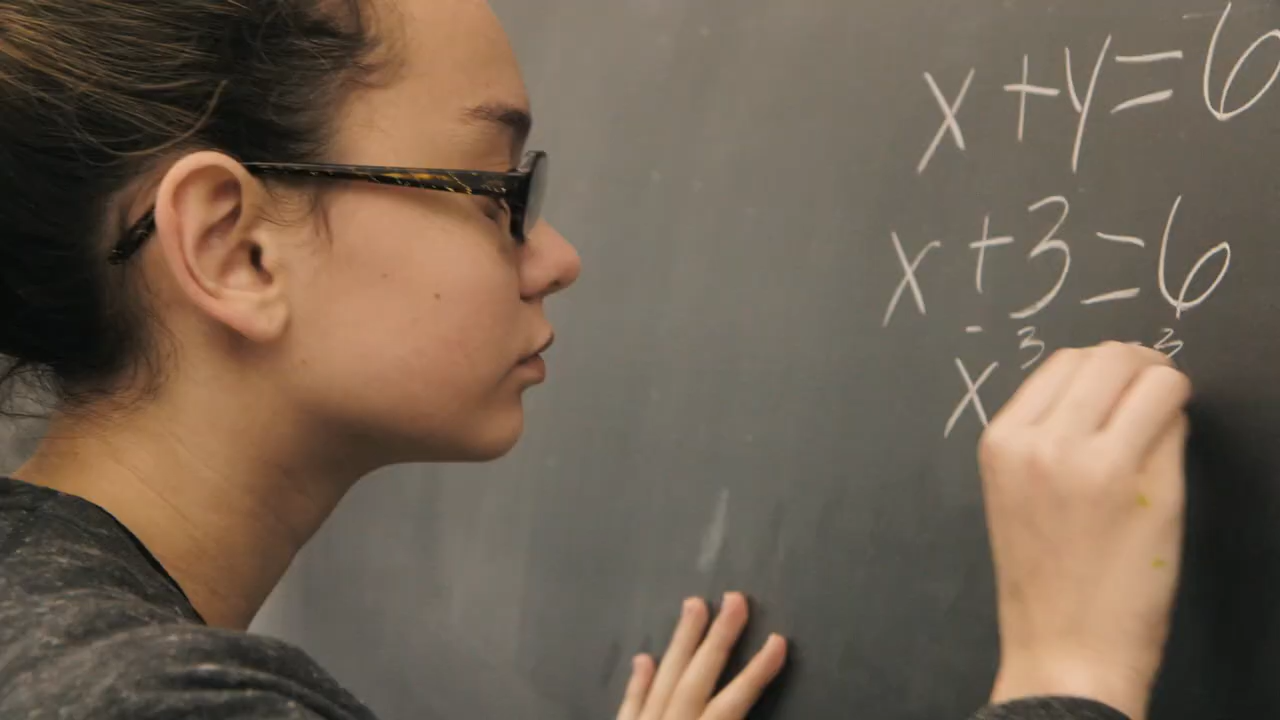 x + y = 6
x + 3 = 6
- 3 - 3
x